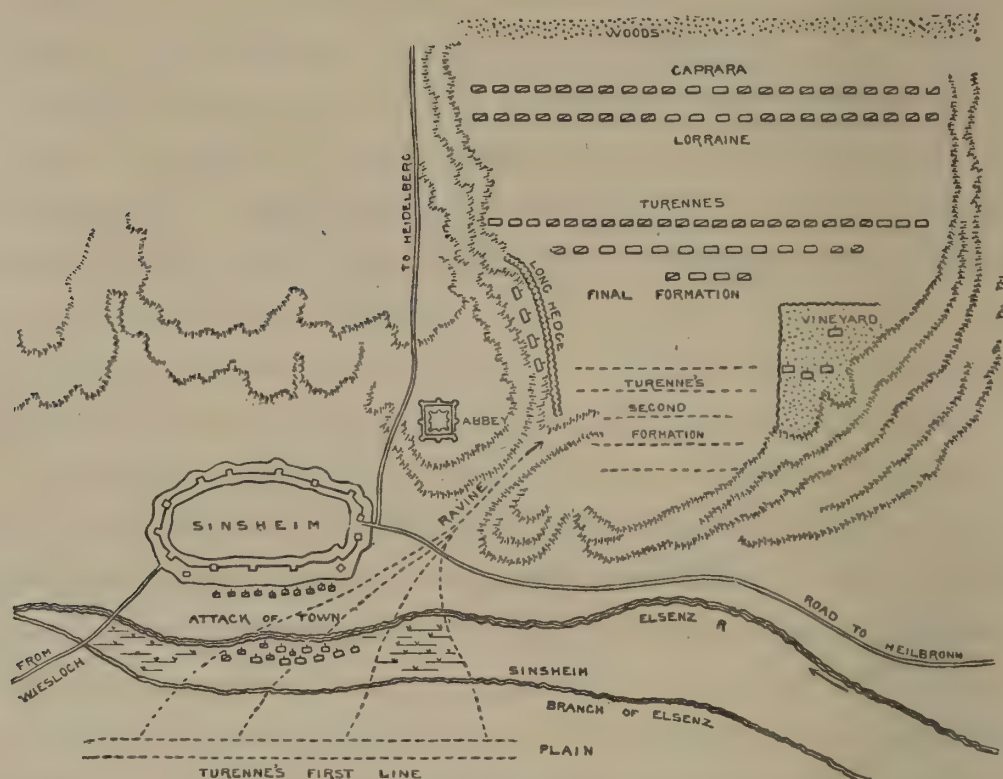 WOODS
CAPRARA
LORRAINE
TO HEIDELBERG
TURENNES
LONG HEDGE
FINAL FORMATION
VINEYARD
TURENNE'S
SECOND
FORMATION
ABBEY
RAVINE
SINSHEIM
ATTACK OF TOWN
ELSENZ R
ROAD TO HEILBRONN
FROM
WIESLOCH
SINSHEIM
BRANCH OF ELSENZ
PLAIN
TURENNE'S FIRST LINE